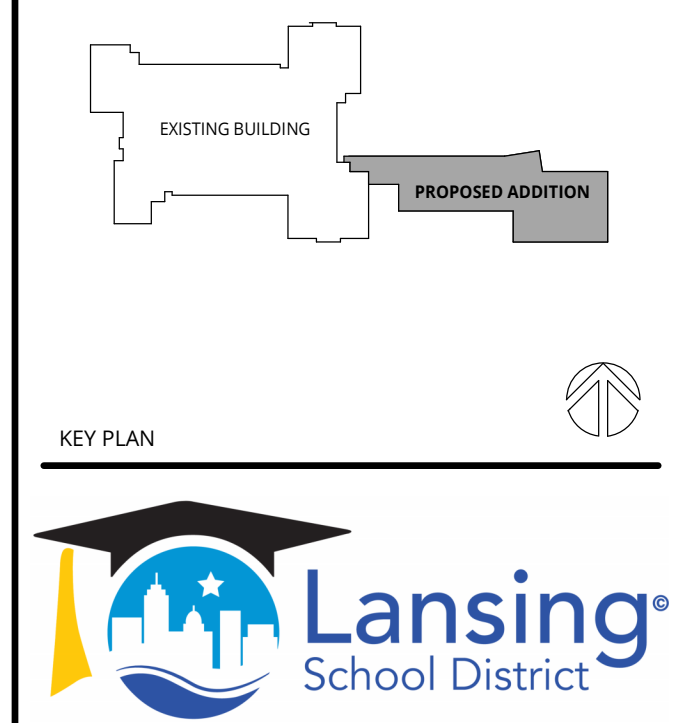 EXISTING BUILDING
PROPOSED ADDITION
KEY PLAN
Lansing©
School District